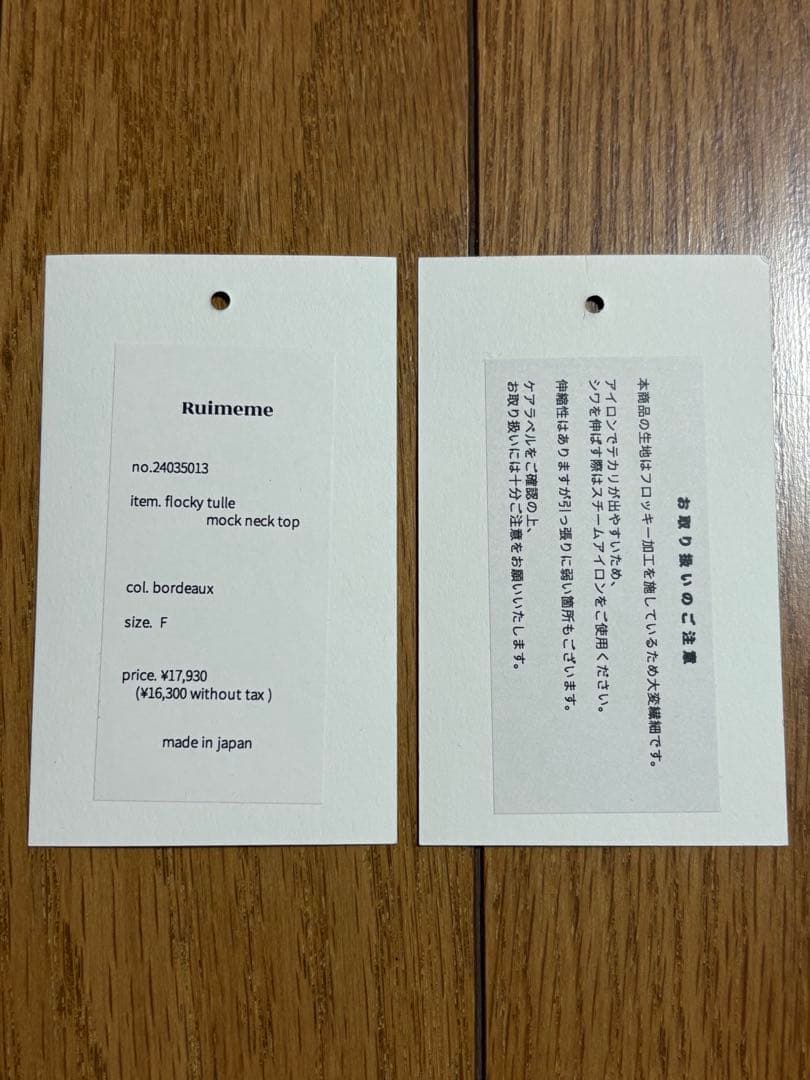 Ruimeme
no.24035013
item. flocky tulle
mock neck top
col. bordeaux
size. F
price. ¥17,930
(¥16,300 without tax )
made in japan
お取り扱いのご注意
本商品の生地はフロッキー加工を施しているため大変繊細です。
アイロンでテカリが出やすいため、
シワを伸ばす際はスチームアイロンをご使用ください。
伸縮性はありますが引っ張りに弱い箇所もございます。
ケアラベルをご確認の上、
お取り扱いには十分ご注意をお願いいたします。